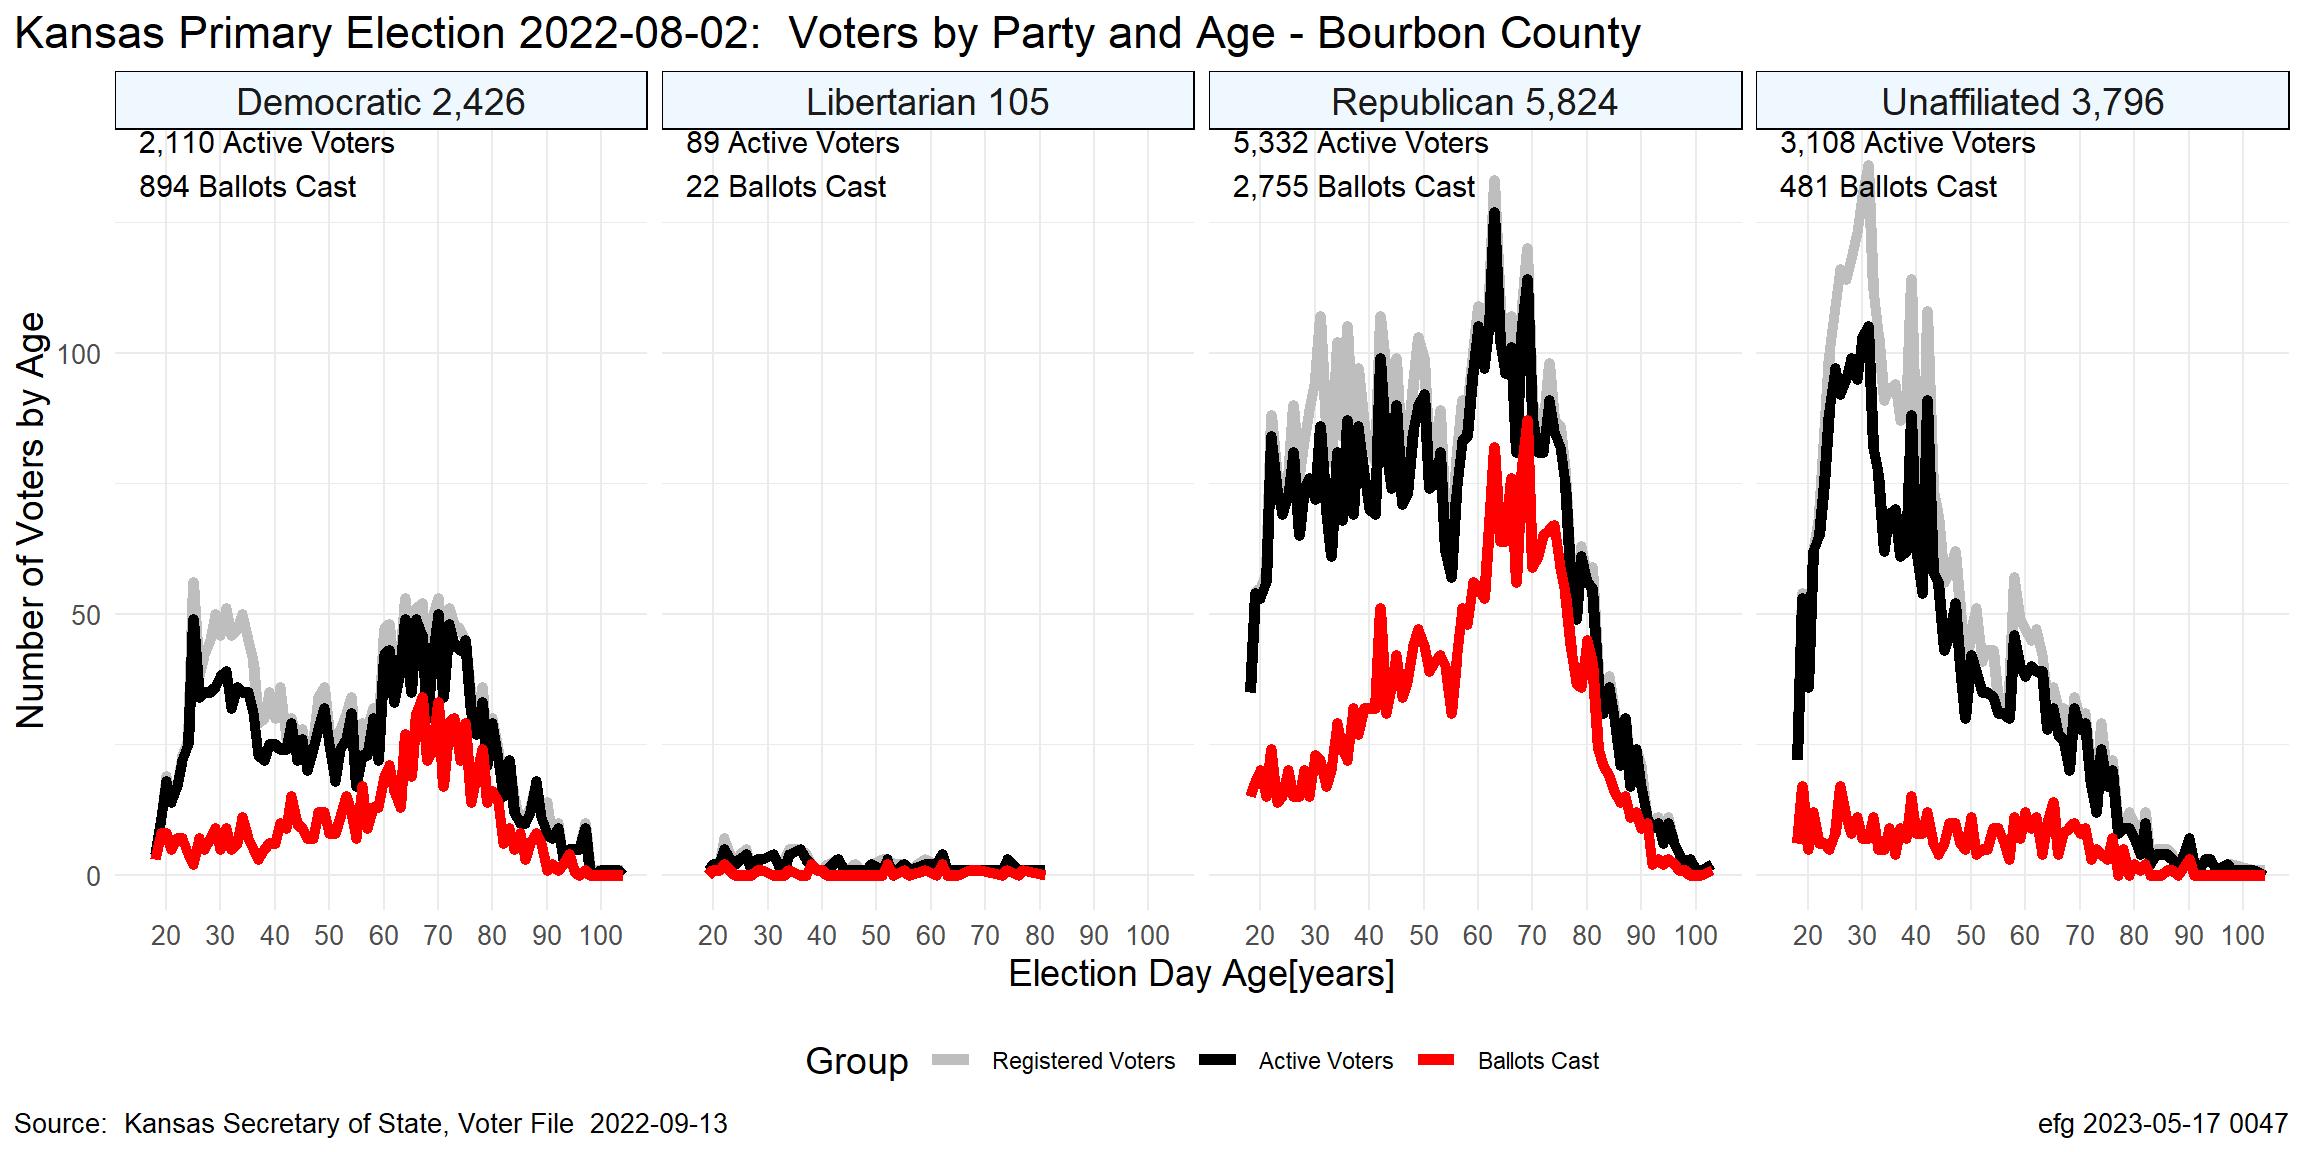 Kansas Primary Election 2022-08-02:  Voters by Party and Age - Bourbon County
Democratic 2,426
Libertarian 105
Republican 5,824
Unaffiliated 3,796
2,110 Active Voters
894 Ballots Cast
89 Active Voters
22 Ballots Cast
5,332 Active Voters
2,755 Ballots Cast
3,108 Active Voters
481 Ballots Cast
Number of Voters by Age
100
50
0
20 30 40 50 60 70 80 90 100
20 30 40 50 60 70 80 90 100
20 30 40 50 60 70 80 90 100
20 30 40 50 60 70 80 90 100
Election Day Age[years]
Group Registered Voters Active Voters Ballots Cast
Source:  Kansas Secretary of State, Voter File  2022-09-13
efg 2023-05-17 0047